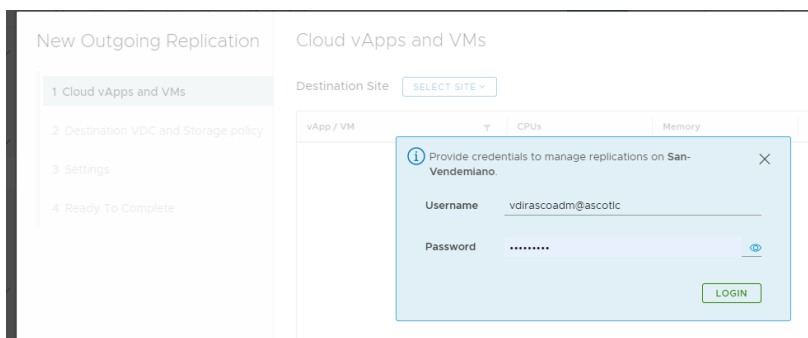 New Outgoing Replication
1 Cloud vApps and VMs
2 Destination VDC and Storage policy
3 Settings
4 Ready To Complete
Cloud vApps and VMs
Destination Site SELECT SITE
vApp / VM CPUs Memory
Provide credentials to manage replications on San-
Vendemiano.
Username vdirascoadm@ascotlc
Password •••••••••
LOGIN